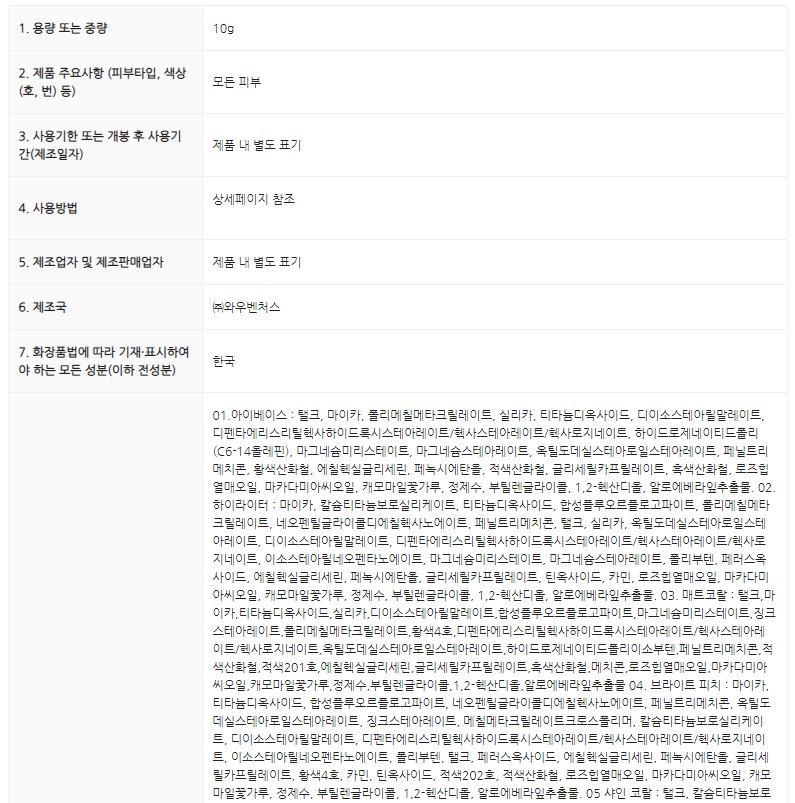 1. 용량 또는 중량
10g
2. 제품 주요사항 (피부타입, 색상
(호, 번) 등)
모든 피부
3. 사용기한 또는 개봉 후 사용기
간(제조일자)
제품 내 별도 표기
4. 사용방법
상세페이지 참조
5. 제조업자 및 제조판매업자
제품 내 별도 표기
6. 제조국
㈜와우벤처스
7. 화장품법에 따라 기재·표시하여
야 하는 모든 성분(이하 전성분)
한국
01.아이베이스 : 탤크, 마이카, 폴리메칠메타크릴레이트, 실리카, 티타늄디옥사이드, 디이소스테아릴말레이트,
디펜타에리스리틸헥사하이드록시스테아레이트/헥사스테아레이트/헥사로지네이트, 하이드로제네이티드폴리
(C6-14올레핀), 마그네슘미리스테이트, 마그네슘스테아레이트, 옥틸도데실스테아로일스테아레이트, 페닐트리
메치콘, 황색산화철, 에칠헥실글리세린, 페녹시에탄올, 적색산화철, 글리세릴카프릴레이트, 흑색산화철, 로즈힙
열매오일, 마카다미아씨오일, 캐모마일꽃가루, 정제수, 부틸렌글라이콜, 1,2-헥산디올, 알로에베라잎추출물. 02.
하이라이터 : 마이카, 칼슘티타늄보로실리케이트, 티타늄디옥사이드, 합성플루오르플로고파이트, 폴리메칠메타
크릴레이트, 네오펜틸글라이콜디에칠헥사노에이트, 페닐트리메치콘, 탤크, 실리카, 옥틸도데실스테아로일스테
아레이트, 디이소스테아릴말레이트, 디펜타에리스리틸헥사하이드록시스테아레이트/헥사스테아레이트/헥사로
지네이트, 이소스테아릴네오펜타노에이트, 마그네슘미리스테이트, 마그네슘스테아레이트, 폴리부텐, 페러스옥
사이드, 에칠헥실글리세린, 페녹시에탄올, 글리세릴카프릴레이트, 틴옥사이드, 카민, 로즈힙열매오일, 마카다미
아씨오일, 캐모마일꽃가루, 정제수, 부틸렌글라이콜, 1,2-헥산디올, 알로에베라잎추출물. 03. 매트코랄 : 탤크,마
이카,티타늄디옥사이드,실리카,디이소스테아릴말레이트,합성플루오르플로고파이트,마그네슘미리스테이트,징크
스테아레이트,폴리메칠메타크릴레이트,황색4호,디펜타에리스리틸헥사하이드록시스테아레이트/헥사스테아레
이트/헥사로지네이트,옥틸도데실스테아로일스테아레이트,하이드로제네이티드폴리이소부텐,페닐트리메치콘,적
색산화철,적색201호,에칠헥실글리세린,글리세릴카프릴레이트,흑색산화철,메치콘,로즈힙열매오일,마카다미아
씨오일,캐모마일꽃가루,정제수,부틸렌글라이콜,1,2-헥산디올,알로에베라잎추출물 04. 브라이트 피치 : 마이카,
티타늄디옥사이드, 합성플루오르플로고파이트, 네오펜틸글라이콜디에칠헥사노에이트, 페닐트리메치콘, 옥틸도
데실스테아로일스테아레이트, 징크스테아레이트, 메칠메타크릴레이트크로스폴리머, 칼슘티타늄보로실리케이
트, 디이소스테아릴말레이트, 디펜타에리스리틸헥사하이드록시스테아레이트/헥사스테아레이트/헥사로지네이
트, 이소스테아릴네오펜타노에이트, 폴리부텐, 탤크, 페러스옥사이드, 에칠헥실글리세린, 페녹시에탄올, 글리세
릴카프릴레이트, 황색4호, 카민, 틴옥사이드, 적색202호, 적색산화철, 로즈힙열매오일, 마카다미아씨오일, 캐모
마일꽃가루, 정제수, 부틸렌글라이콜, 1,2-헥산디올, 알로에베라잎추출물. 05 샤인 코랄 : 탤크, 칼슘티타늄보로